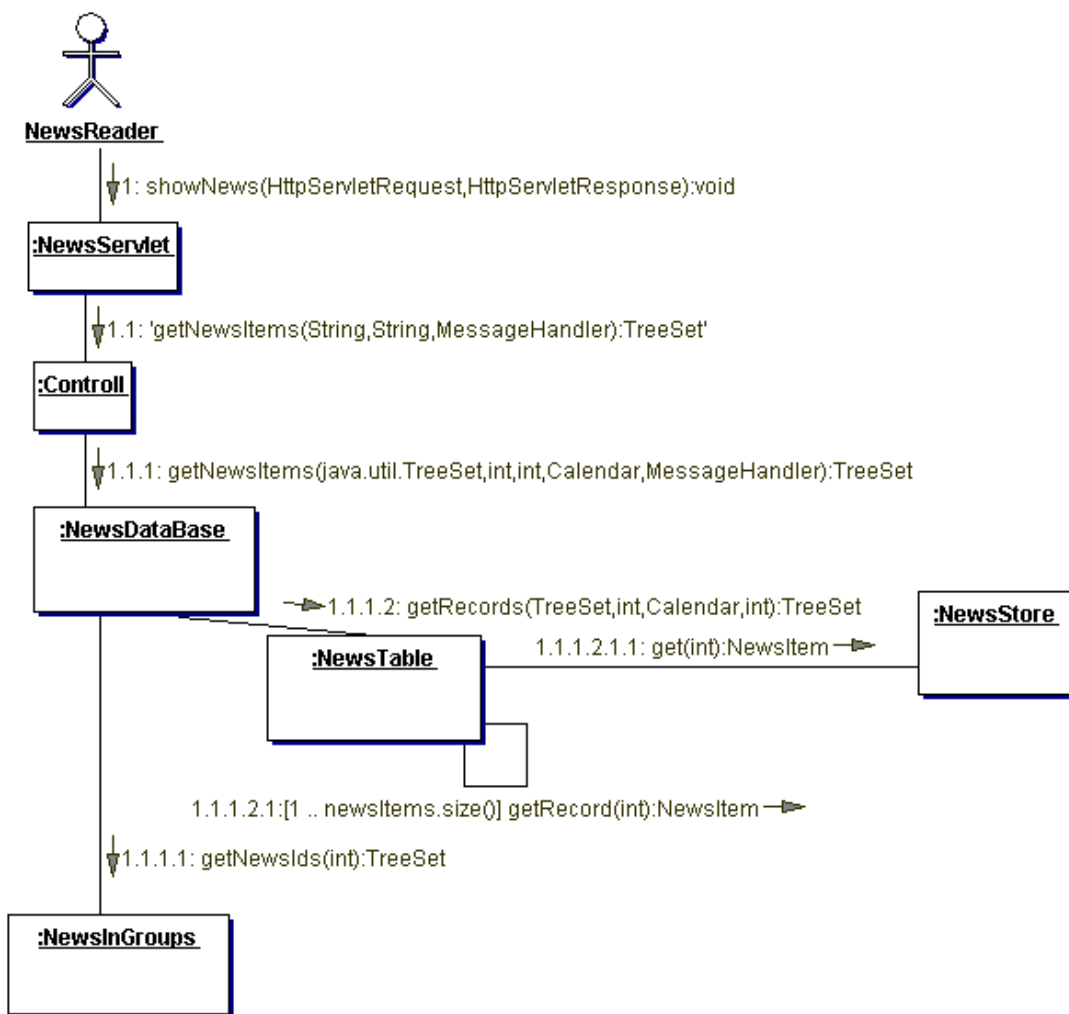 NewsReader
1: showNews(HttpServletRequest,HttpServletResponse):void
:NewsServlet
1.1: 'getNewsItems(String,String,MessageHandler):TreeSet'
:Controll
1.1.1: getNewsItems(java.util.TreeSet,int,int,Calendar,MessageHandler):TreeSet
:NewsDataBase
1.1.1.2: getRecords(TreeSet,int,Calendar,int):TreeSet
:NewsStore
1.1.1.2.1.1: get(int):NewsItem
:NewsTable
1.1.1.2.1:[1 .. newsItems.size()] getRecord(int):NewsItem
1.1.1.1: getNewsIds(int):TreeSet
:NewsInGroups